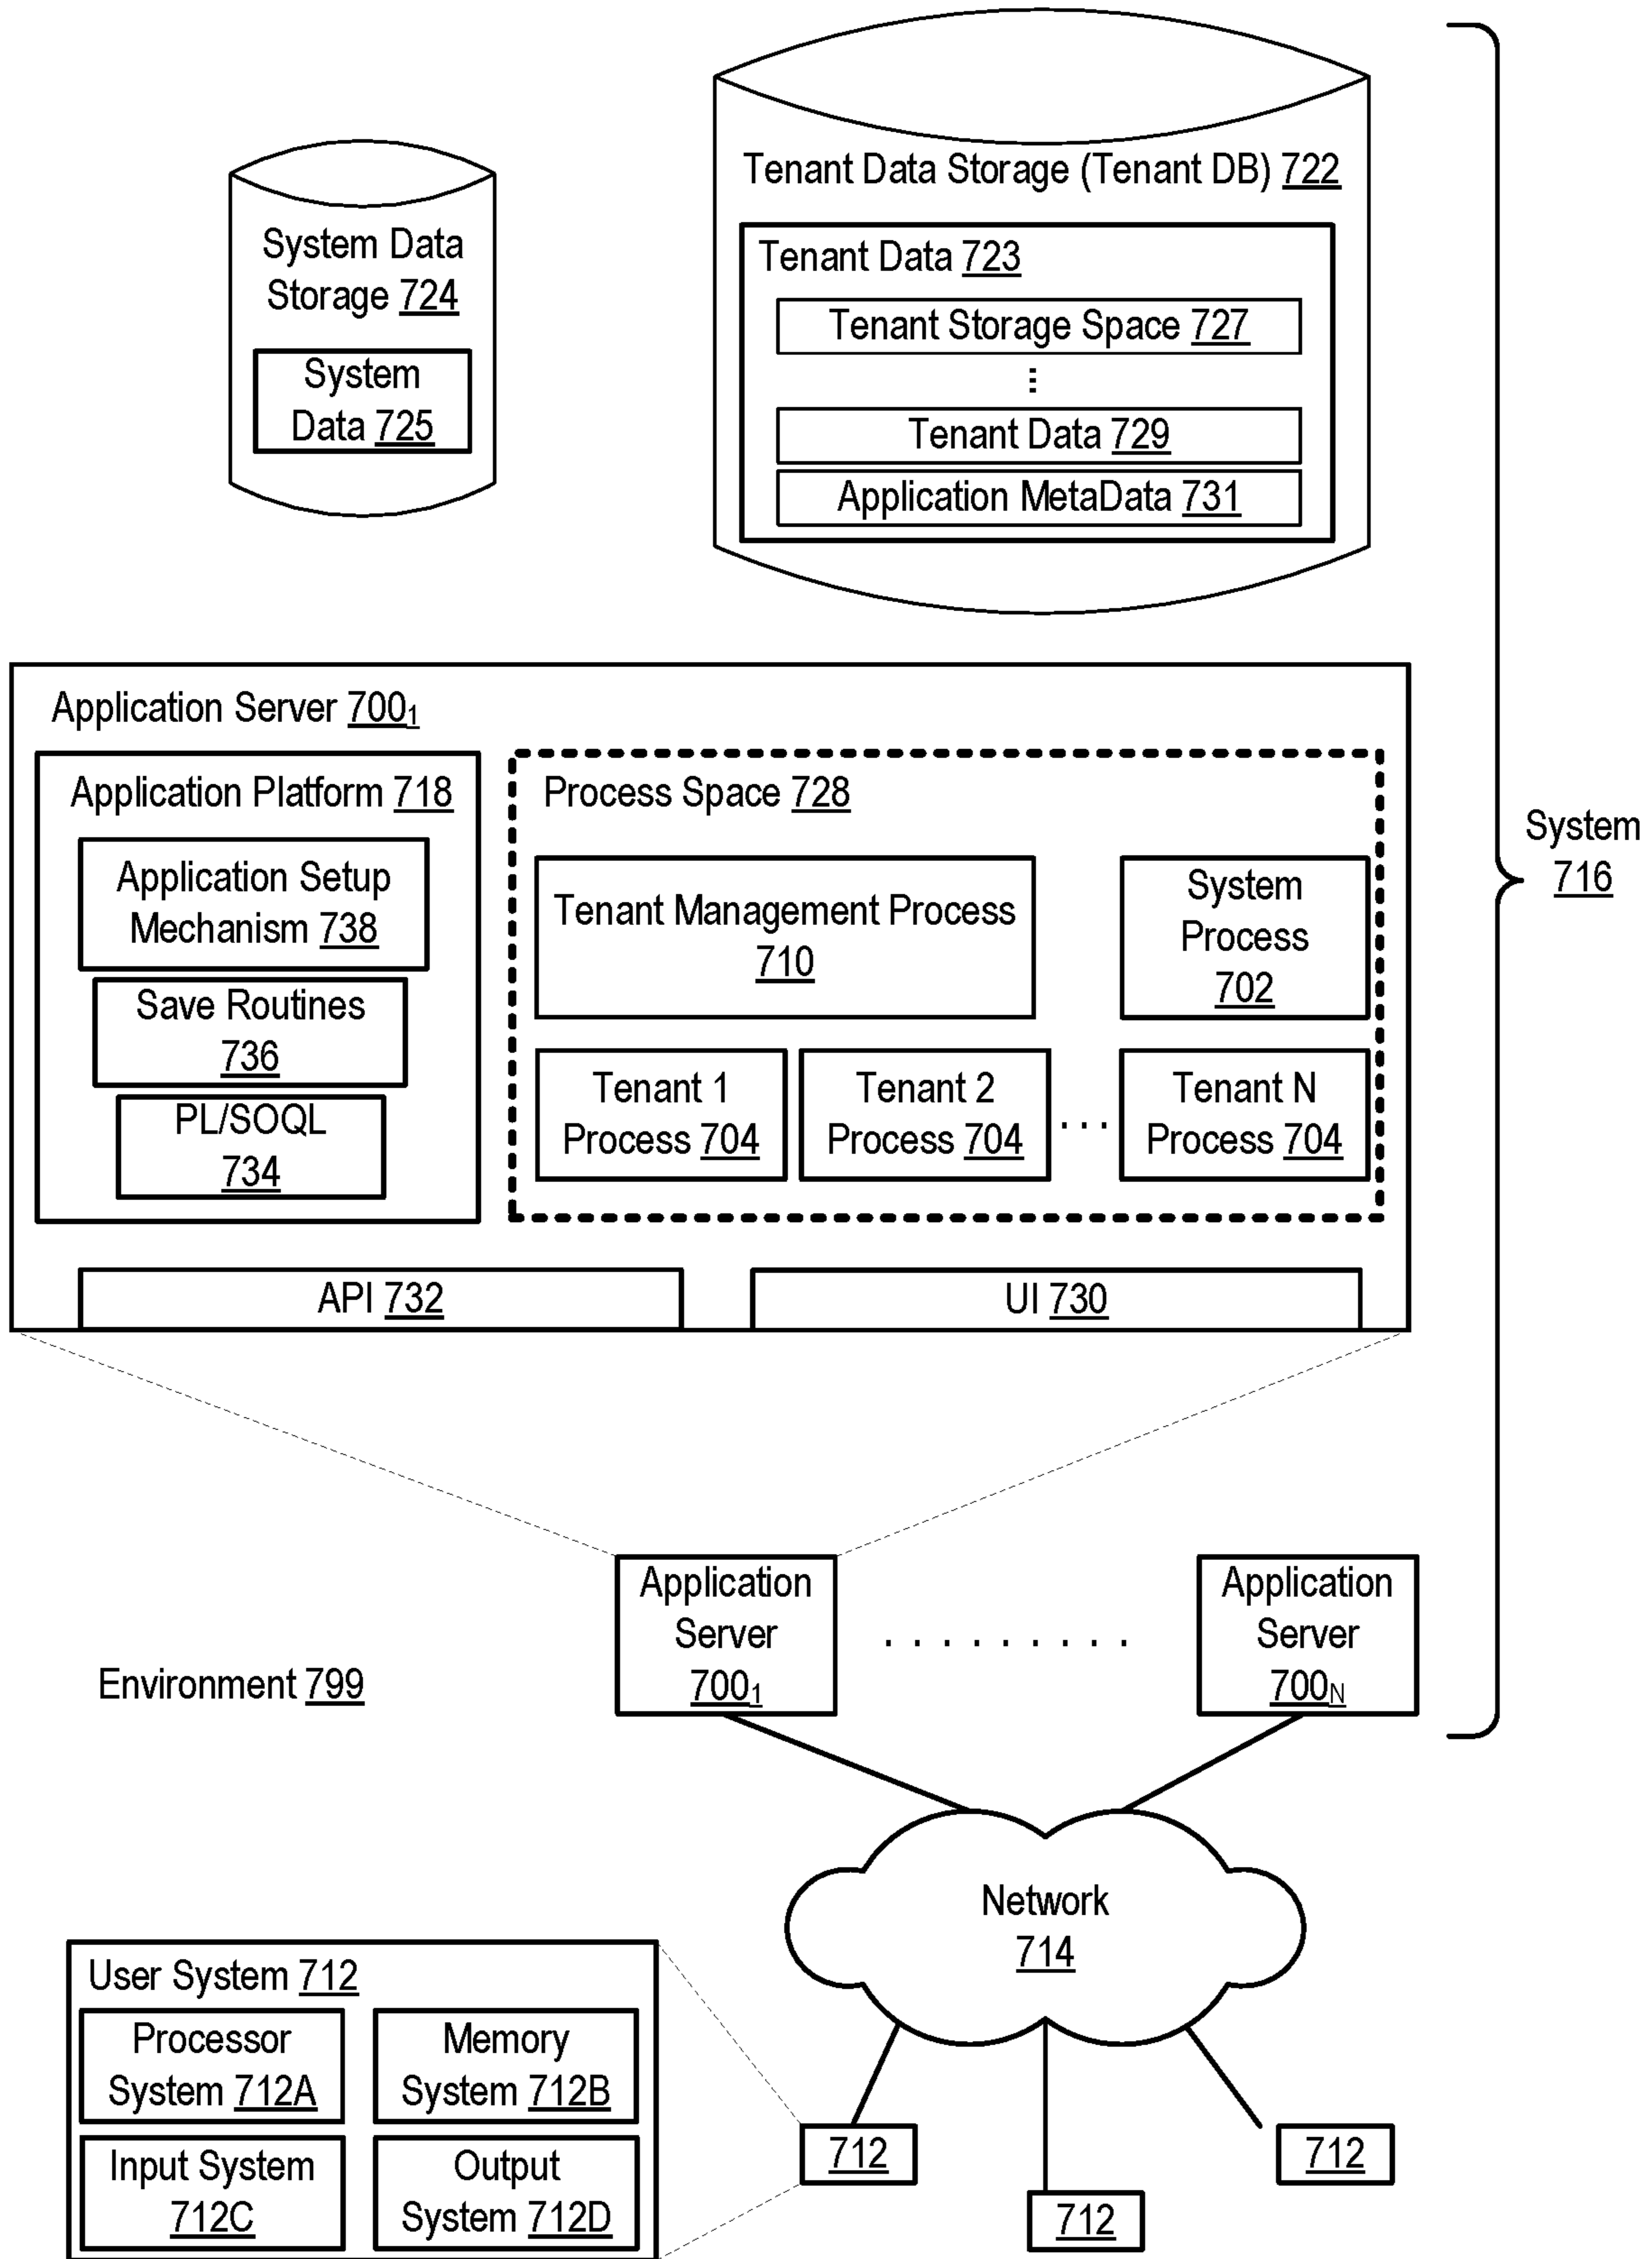 Tenant Data Storage (Tenant DB) 722
System Data
Storage 724
System
Data 725
Tenant Data 723
Tenant Storage Space 727
⋮
Tenant Data 729
Application MetaData 731
System
716
Application Server 700₁
Application Platform 718
Application Setup
Mechanism 738
Save Routines
736
PL/SOQL
734
Process Space 728
Tenant Management Process
710
System
Process
702
Tenant 1
Process 704
Tenant 2
Process 704
...
Tenant N
Process 704
API 732
UI 730
Application
Server
700₁
. . . . . . . . .
Application
Server
700N
Environment 799
Network
714
User System 712
Processor
System 712A
Memory
System 712B
Input System
712C
Output
System 712D
712
712
712